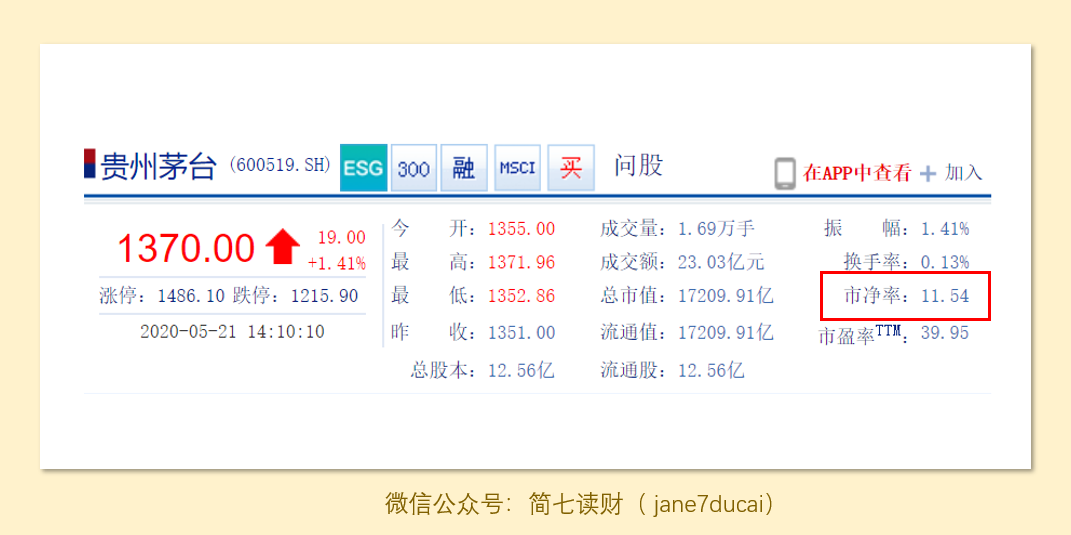 贵州茅台 (600519.SH) ESG 300 融 MSCI 买 问股 在APP中查看 加入
1370.00 19.00 +1.41%
涨停：1486.10 跌停：1215.90
2020-05-21 14:10:10
今 开：1355.00 成交量：1.69万手 振 幅：1.41%
最 高：1371.96 成交额：23.03亿元 换手率：0.13%
最 低：1352.86 总市值：17209.91亿 市净率：11.54
昨 收：1351.00 流通值：17209.91亿 市盈率TTM：39.95
总股本：12.56亿 流通股：12.56亿
微信公众号：简七读财（ jane7ducai）